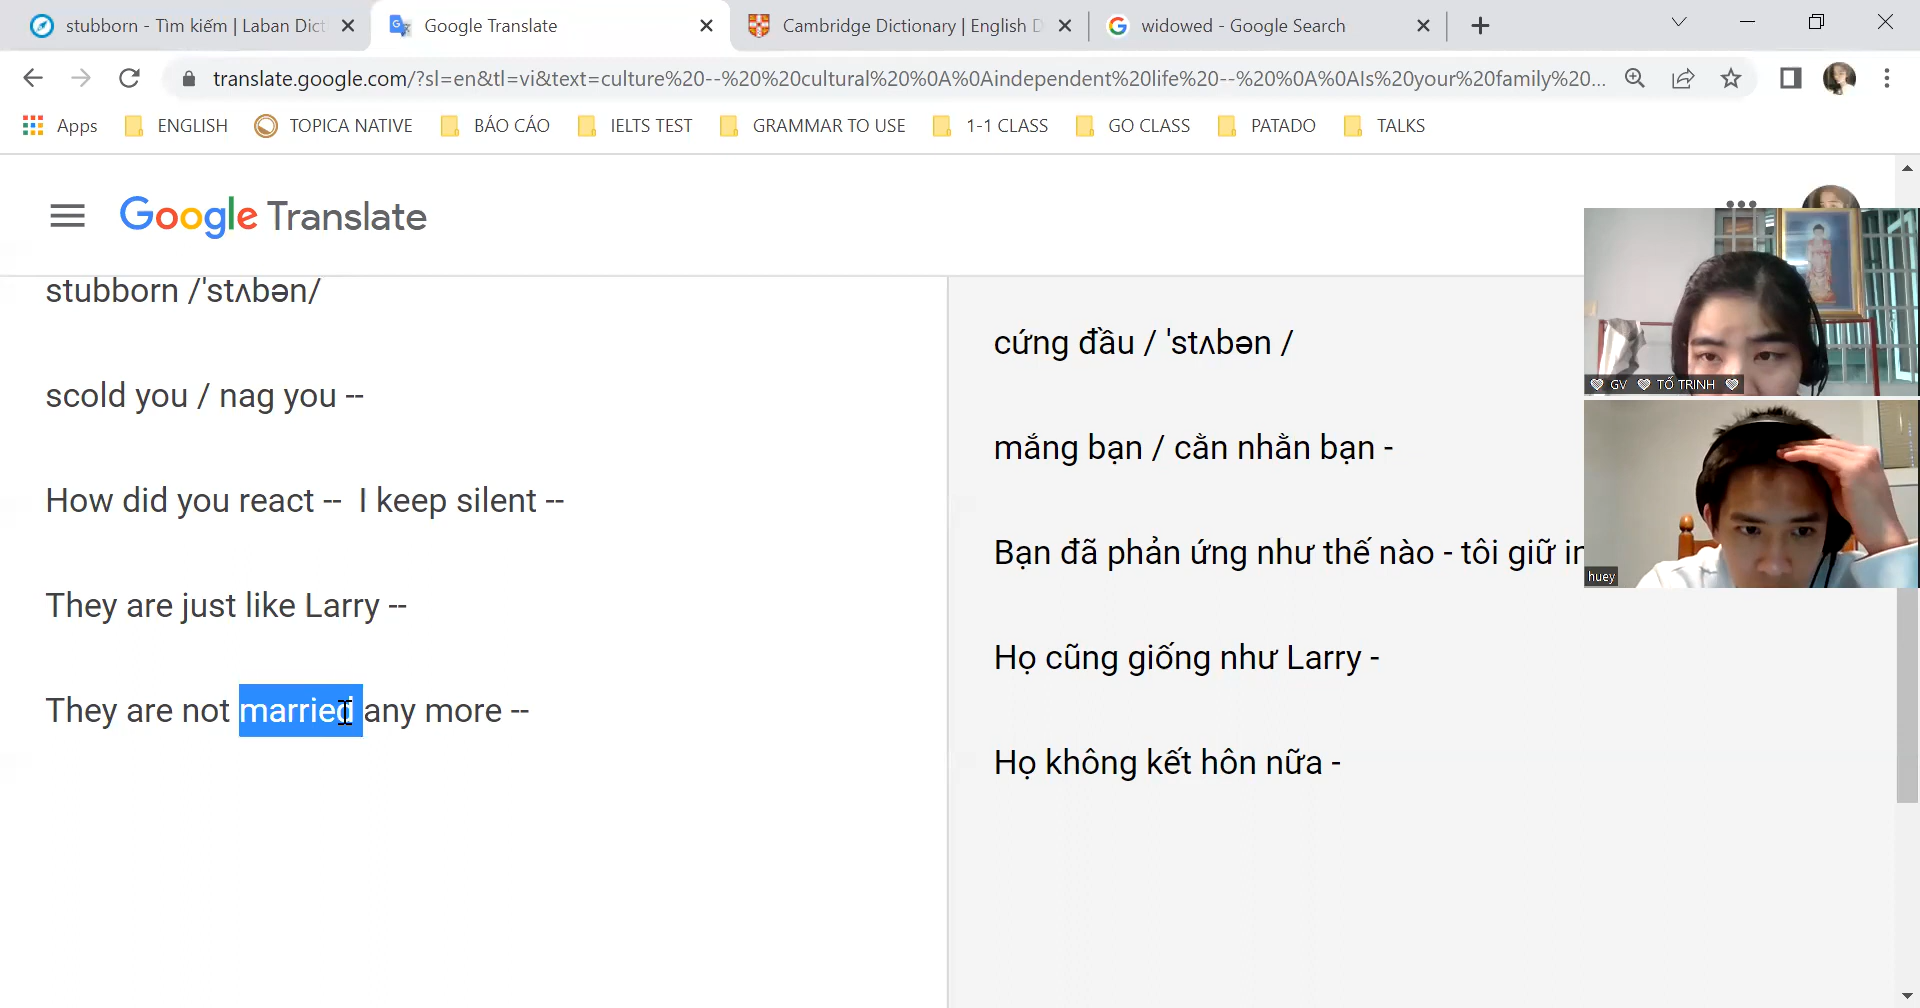 stubborn - Tìm kiếm | Laban Dict
Google Translate
Cambridge Dictionary | English D
widowed - Google Search
translate.google.com/?sl=en&tl=vi&text=culture%20--%20%20cultural%20%0A%0Aindependent%20life%20--%20%0A%0AIs%20your%20family%20...
Apps
ENGLISH
TOPICA NATIVE
BÁO CÁO
IELTS TEST
GRAMMAR TO USE
1-1 CLASS
GO CLASS
PATADO
TALKS
Google Translate
stubborn /'stʌbən/
scold you / nag you --
How did you react --  I keep silent --
They are just like Larry --
They are not married any more --
cứng đầu / 'stʌbən /
mắng bạn / cằn nhằn bạn -
Bạn đã phản ứng như thế nào - tôi giữ im
Họ cũng giống như Larry -
Họ không kết hôn nữa -
GV TỐ TRINH
huey